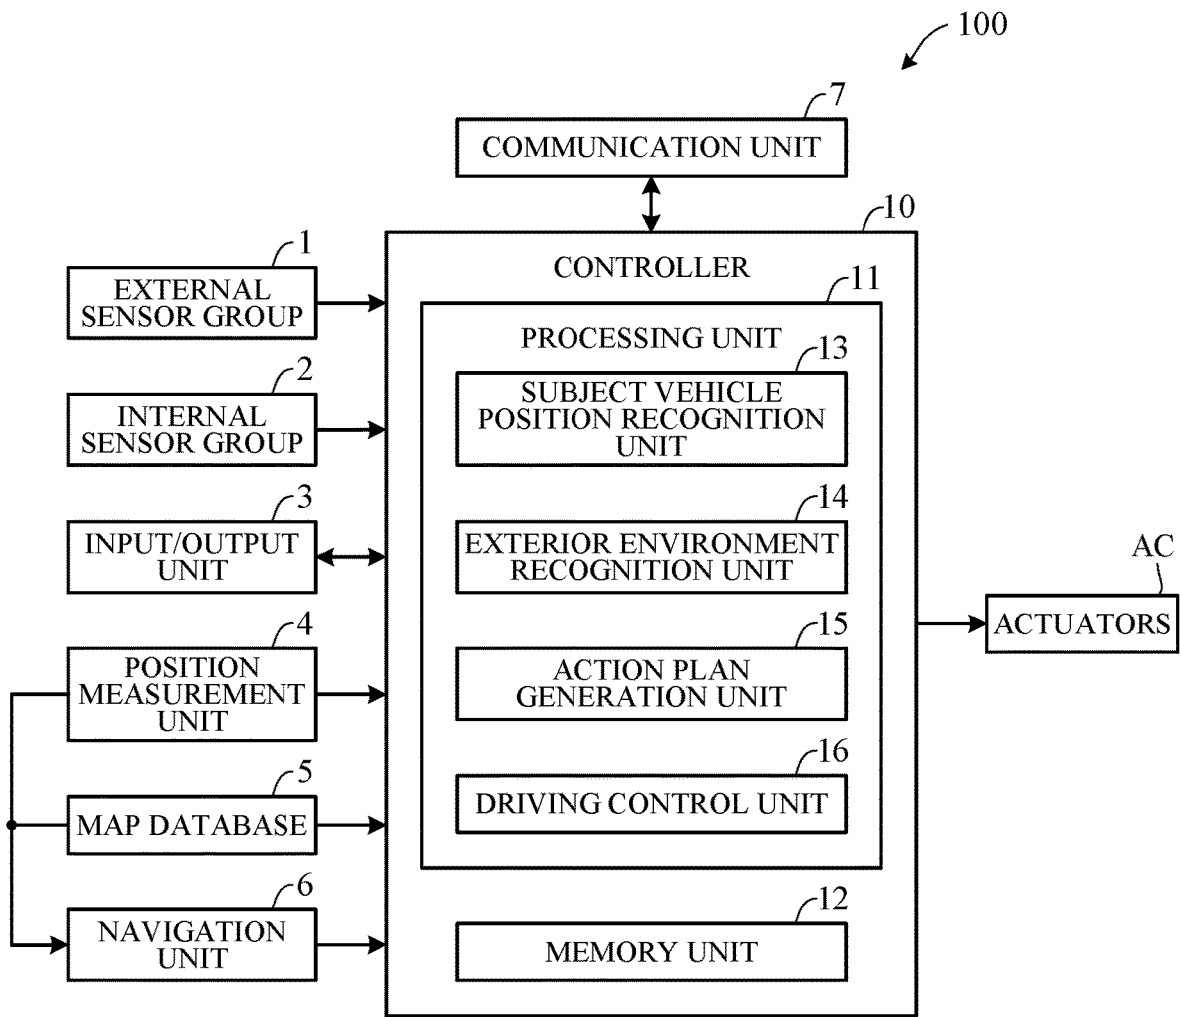 100
7
COMMUNICATION UNIT
10
CONTROLLER
1
EXTERNAL
SENSOR GROUP
2
INTERNAL
SENSOR GROUP
3
INPUT/OUTPUT
UNIT
4
POSITION
MEASUREMENT
UNIT
5
MAP DATABASE
6
NAVIGATION
UNIT
11
PROCESSING UNIT
13
SUBJECT VEHICLE
POSITION RECOGNITION
UNIT
14
EXTERIOR ENVIRONMENT
RECOGNITION UNIT
15
ACTION PLAN
GENERATION UNIT
16
DRIVING CONTROL UNIT
12
MEMORY UNIT
AC
ACTUATORS